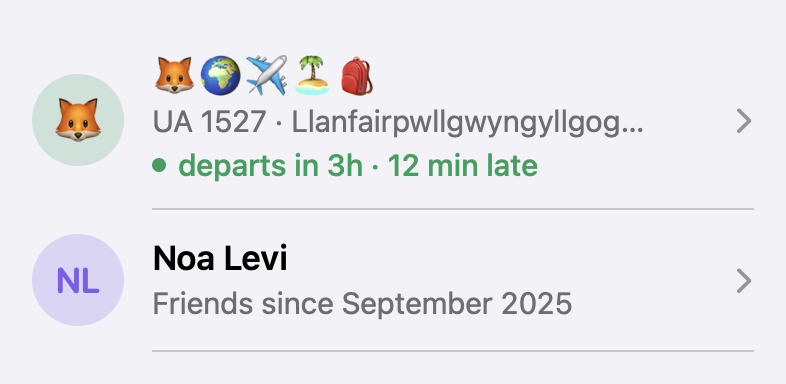 🦊🌍✈️🏝️🎒
UA 1527 · Llanfairpwllgwyngyllgog...
departs in 3h · 12 min late
NL
Noa Levi
Friends since September 2025